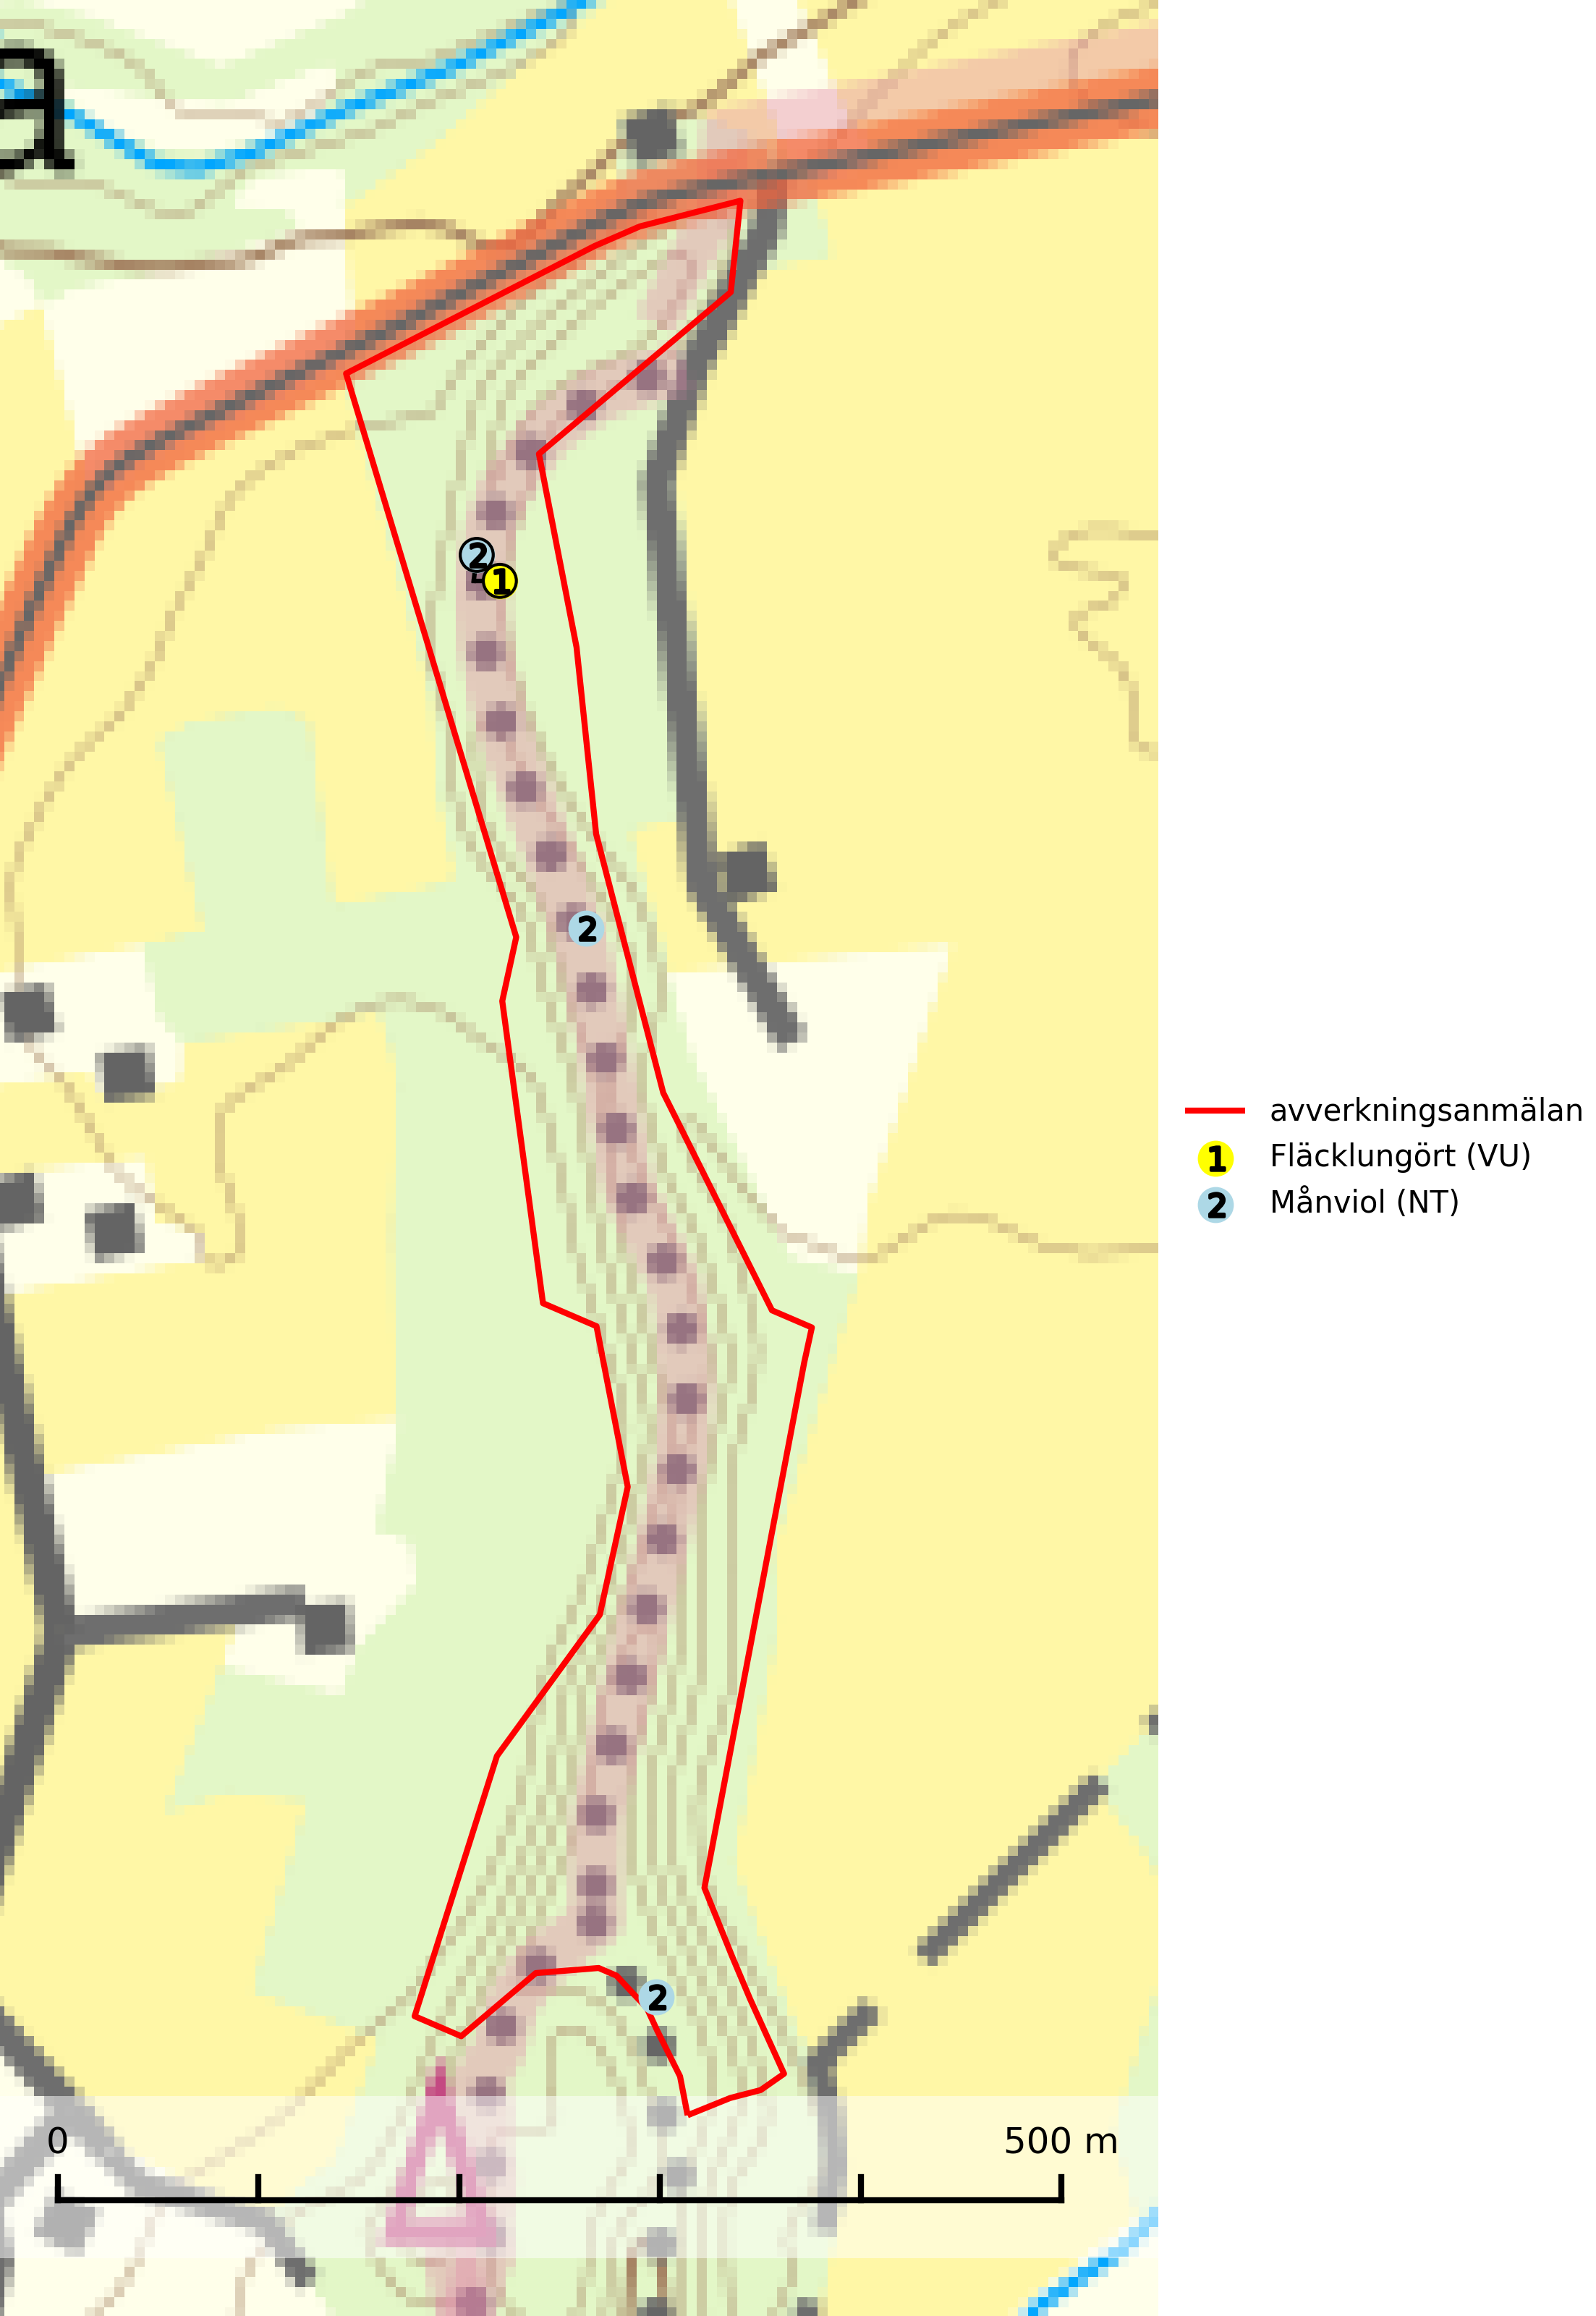 a
2
1
2
avverkningsanmälan
1 Fläcklungört (VU)
2 Månviol (NT)
2
0 500 m